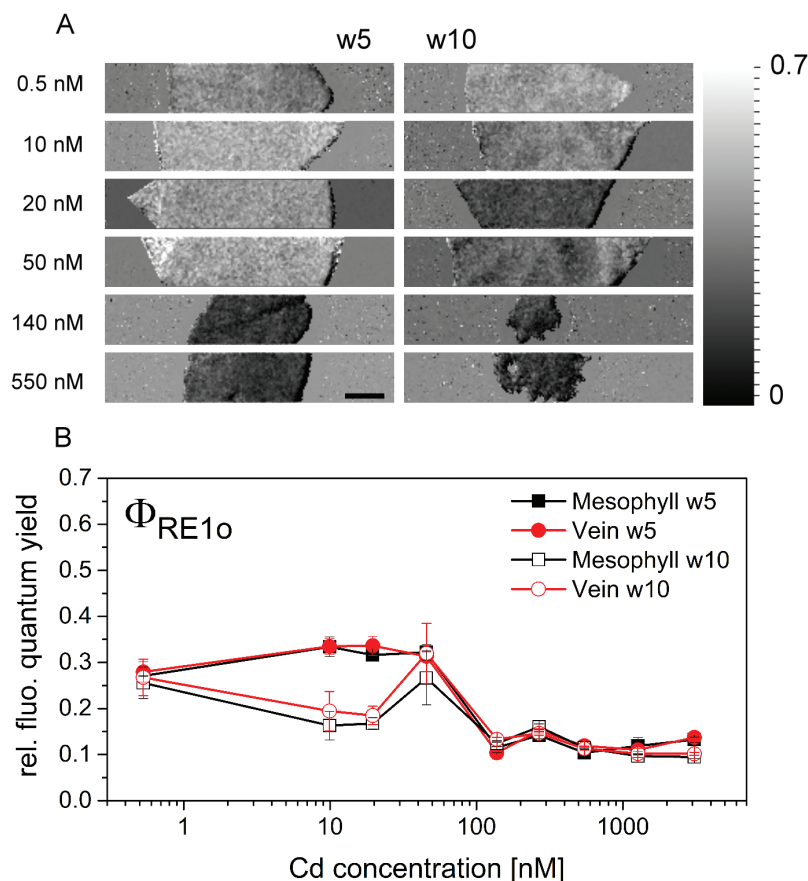 A
w5 w10
0.5 nM
10 nM
20 nM
50 nM
140 nM
550 nM
0.7
0
B
0.7
0.6
0.5
0.4
0.3
0.2
0.1
0.0
rel. fluo. quantum yield
ΦRE1o
Mesophyll w5
Vein w5
Mesophyll w10
Vein w10
1 10 100 1000
Cd concentration [nM]